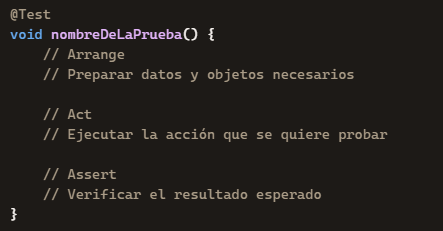 @Test
void nombreDeLaPrueba() {
    // Arrange
    // Preparar datos y objetos necesarios

    // Act
    // Ejecutar la acción que se quiere probar

    // Assert
    // Verificar el resultado esperado
}